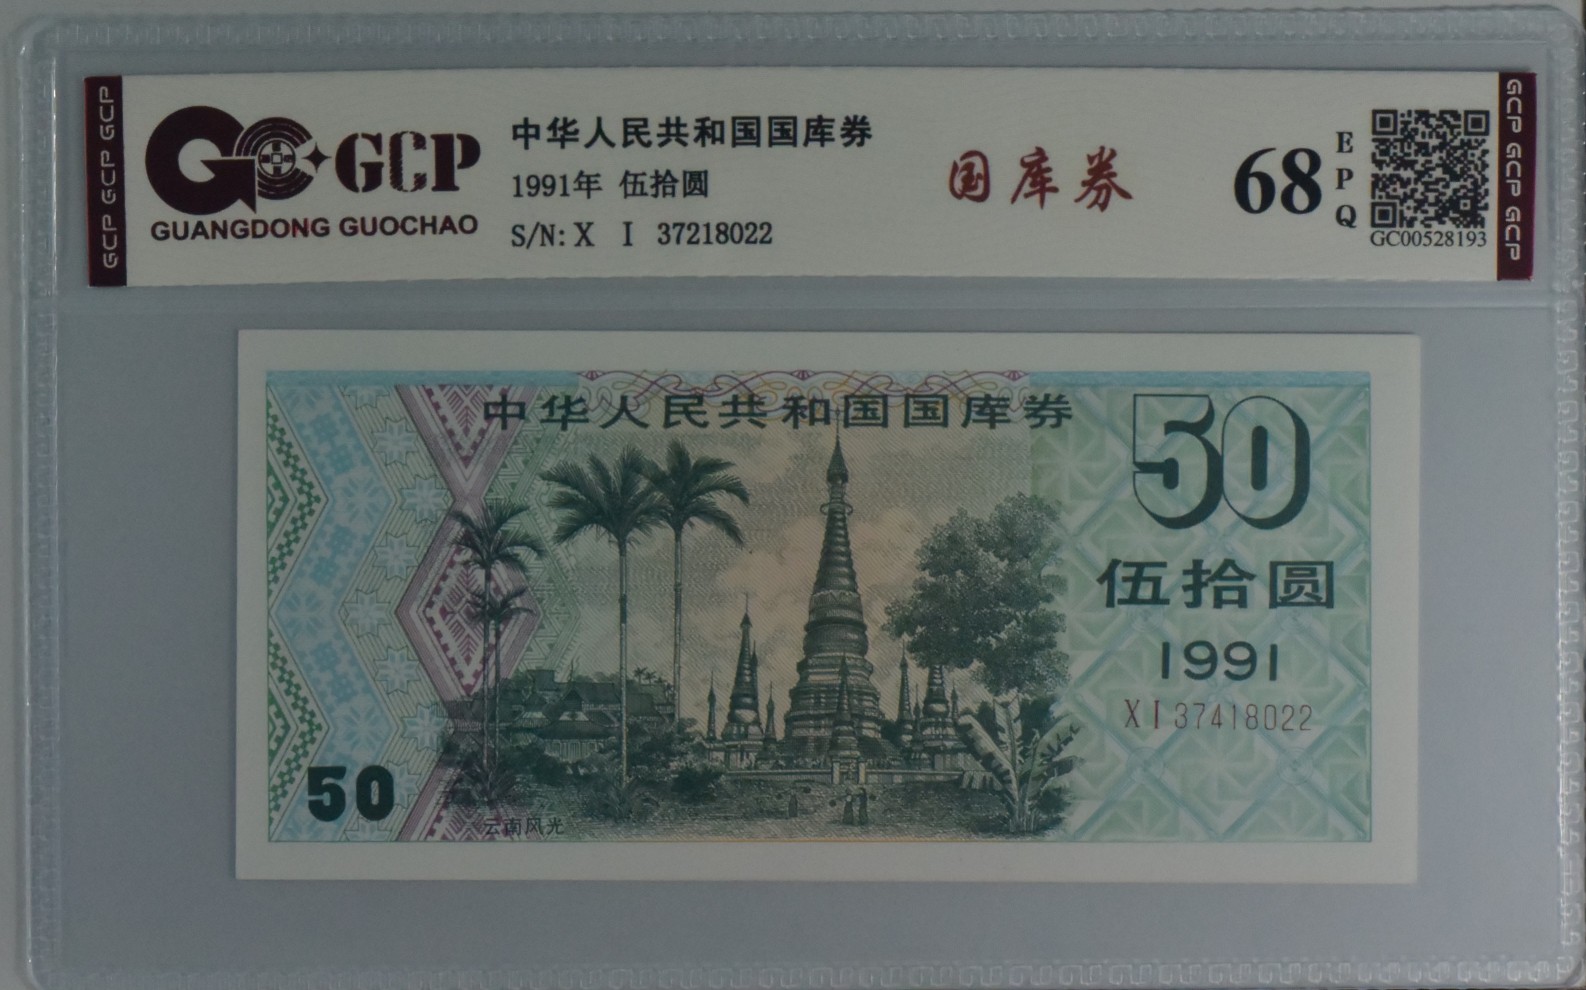 GCP GCP GCP
GCP
GUANGDONG GUOCHAO
中华人民共和国国库券
1991年 伍拾圆
S/N: X I 37218022
国库券
68
EPQ
GC00528193
GCP GCP GCP
中华人民共和国国库券
50
伍拾圆
1991
X I 37418022
50
云南风光